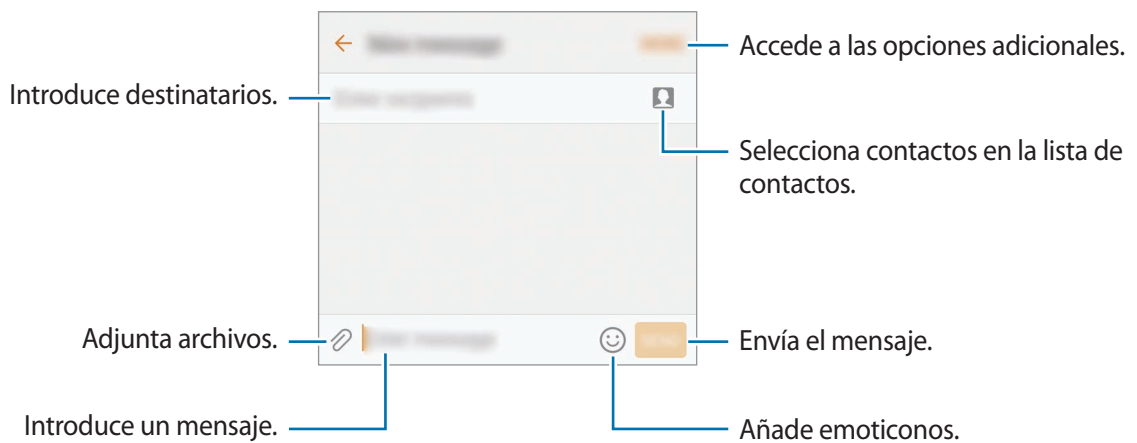 Accede a las opciones adicionales.
Introduce destinatarios.
Selecciona contactos en la lista de
contactos.
Adjunta archivos.
Envía el mensaje.
Introduce un mensaje.
Añade emoticonos.